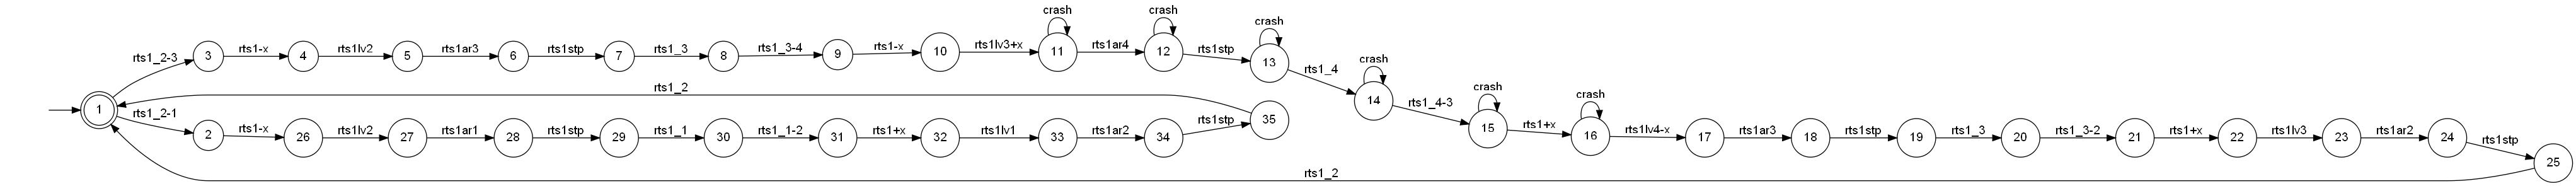 crash crash
crash
rts1_2-3 3 rts1-x 4 rts1lv2 5 rts1ar3 6 rts1stp 7 rts1_3 8 rts1_3-4 9 rts1-x 10 rts1lv3+x 11 rts1ar4 12 rts1stp 13
crash
rts1_4 14
rts1_2
crash
crash
rts1_4-3 15 rts1+x 16
1
rts1_2-1 2 rts1-x 26 rts1lv2 27 rts1ar1 28 rts1stp 29 rts1_1 30 rts1_1-2 31 rts1+x 32 rts1lv1 33 rts1ar2 34 rts1stp 35
rts1lv4-x 17 rts1ar3 18 rts1stp 19 rts1_3 20 rts1_3-2 21 rts1+x 22 rts1lv3 23 rts1ar2 24 rts1stp 25
rts1_2